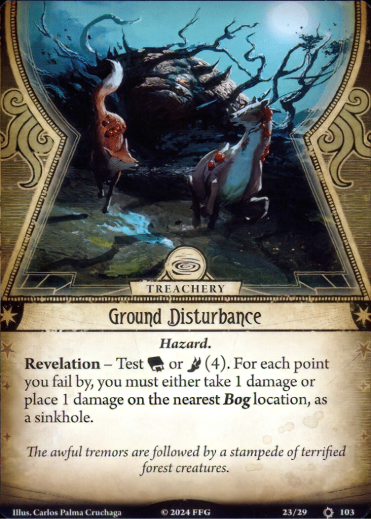 TREACHERY
Ground Disturbance
Hazard.
Revelation – Test or (4). For each point
you fail by, you must either take 1 damage or
place 1 damage on the nearest Bog location, as
a sinkhole.
The awful tremors are followed by a stampede of terrified
forest creatures.
Illus. Carlos Palma Cruchaga © 2024 FFG 23/29 103